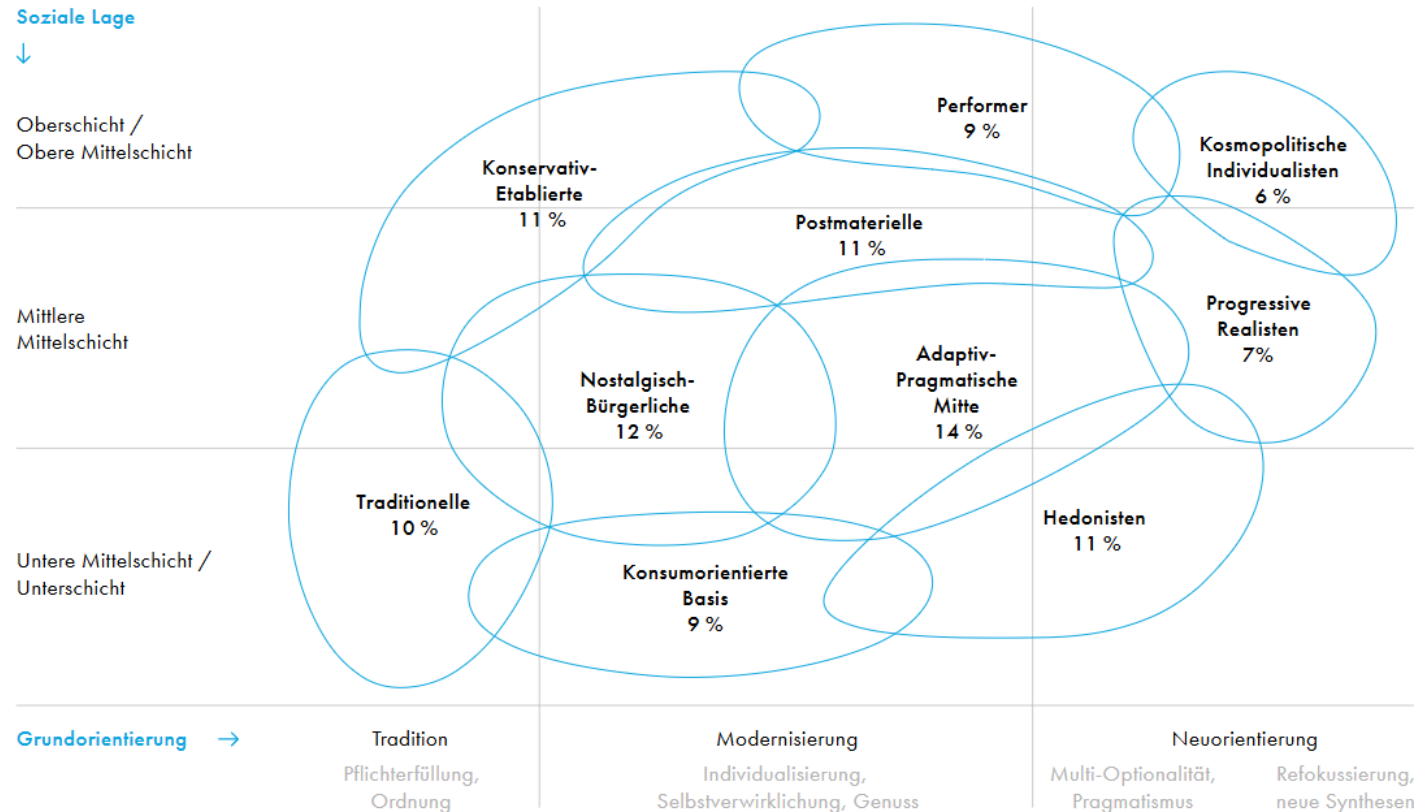 Soziale Lage
↓
Oberschicht /
Obere Mittelschicht
Mittlere
Mittelschicht
Untere Mittelschicht /
Unterschicht
Performer
9 %
Kosmopolitische
Individualisten
6 %
Konservativ-
Etablierte
11 %
Postmaterielle
11 %
Progressive
Realisten
7%
Adaptiv-
Pragmatische
Mitte
14 %
Nostalgisch-
Bürgerliche
12 %
Traditionelle
10 %
Hedonisten
11 %
Konsumorientierte
Basis
9 %
Grundorientierung →
Tradition
Pflichterfüllung,
Ordnung
Modernisierung
Individualisierung,
Selbstverwirklichung, Genuss
Neuorientierung
Multi-Optionalität,
Pragmatismus
Refokussierung,
neue Synthesen